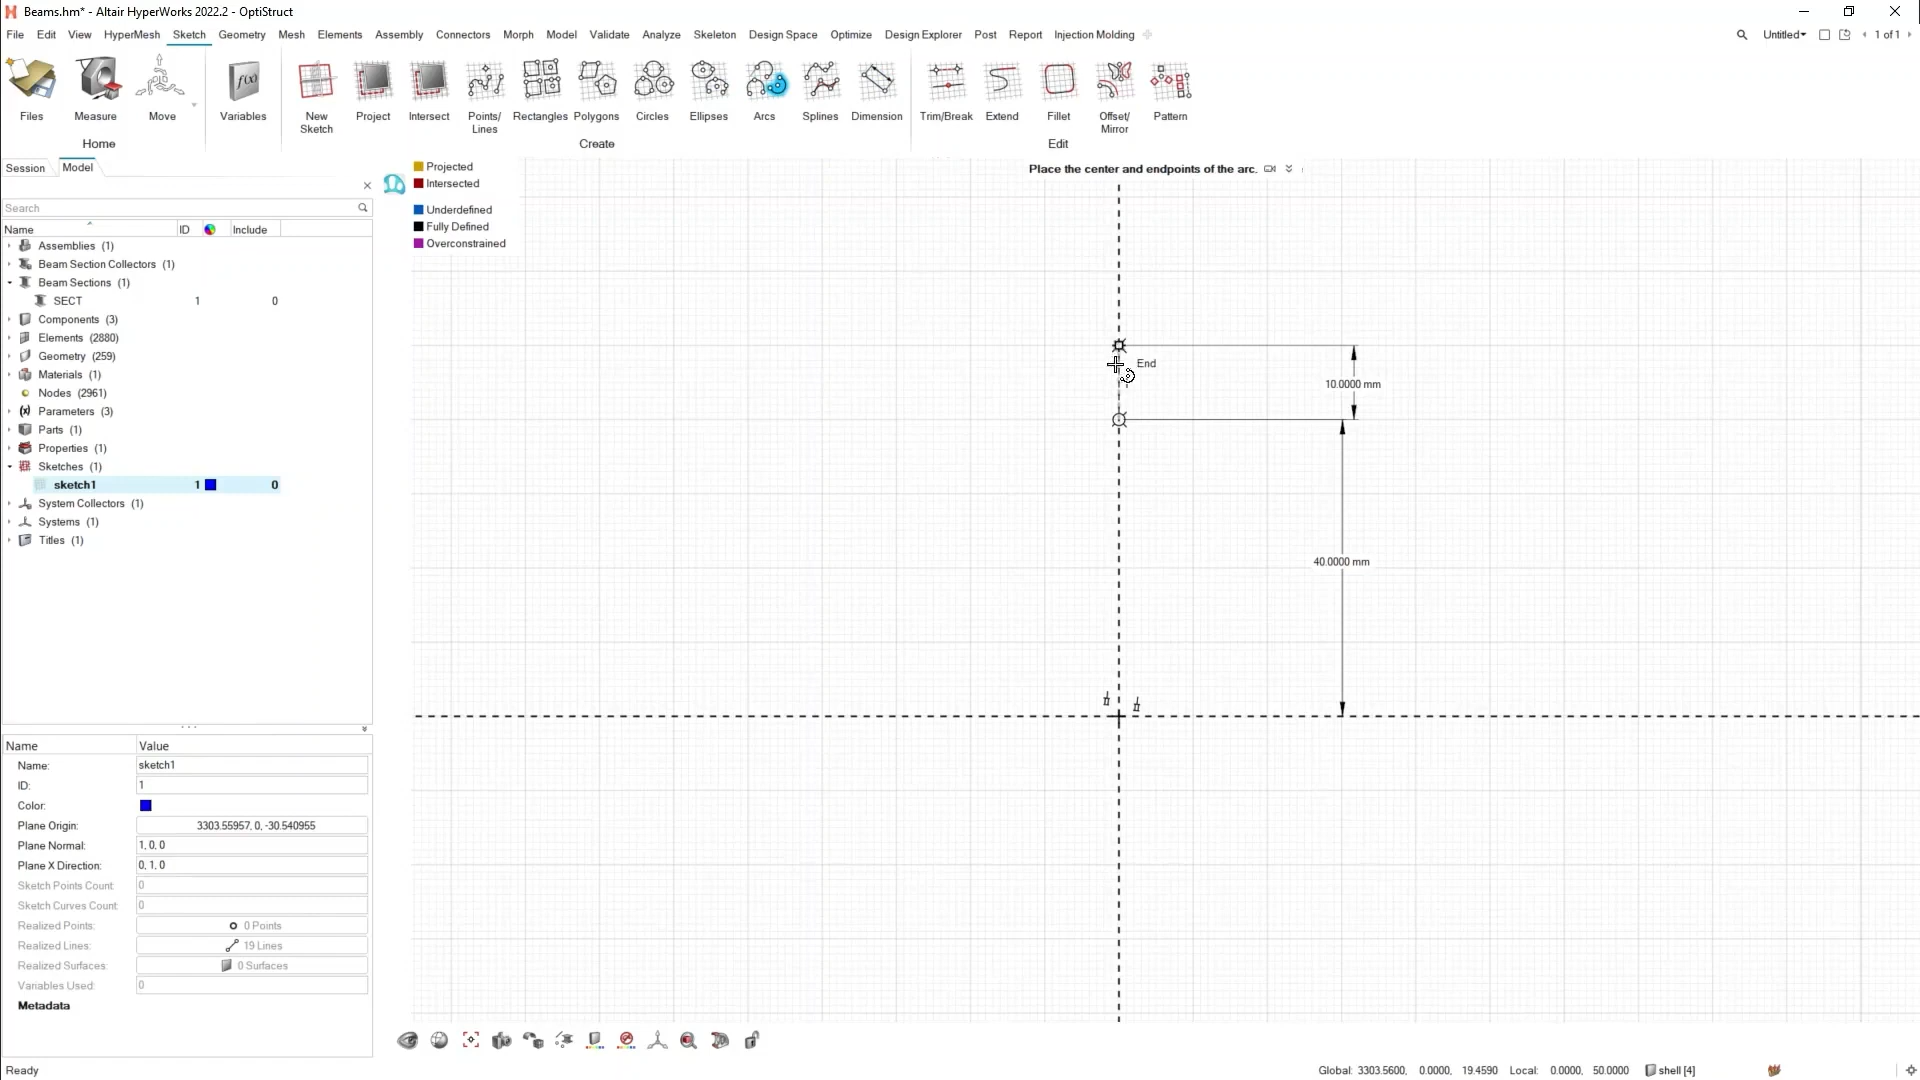 Beams.hm* - Altair HyperWorks 2022.2 - OptiStruct
File Edit View HyperMesh Sketch Geometry Mesh Elements Assembly Connectors Morph Model Validate Analyze Skeleton Design Space Optimize Design Explorer Post Report Injection Molding Untitled 1 of 1
Files Measure Move Variables New Sketch Project Intersect Points/ Lines Rectangles Polygons Circles Ellipses Arcs Splines Dimension Trim/Break Extend Fillet Offset/ Mirror Pattern
Home Create Edit
Session Model
Search
Name ID Include
Assemblies (1)
Beam Section Collectors (1)
Beam Sections (1)
SECT 1 0
Components (3)
Elements (2880)
Geometry (259)
Materials (1)
Nodes (2961)
Parameters (3)
Parts (1)
Properties (1)
Sketches (1)
sketch1 1 0
System Collectors (1)
Systems (1)
Titles (1)
Name Value
Name: sketch1
ID: 1
Color:
Plane Origin: 3303.55957, 0, -30.540955
Plane Normal: 1, 0, 0
Plane X Direction: 0, 1, 0
Sketch Points Count: 0
Sketch Curves Count: 0
Realized Points: 0 Points
Realized Lines: 19 Lines
Realized Surfaces: 0 Surfaces
Variables Used: 0
Metadata
Projected
Intersected
Underdefined
Fully Defined
Overconstrained
Place the center and endpoints of the arc.
End
10.0000 mm
40.0000 mm
Ready
Global: 3303.5600, 0.0000, 19.4590 Local: 0.0000, 50.0000 shell [4]